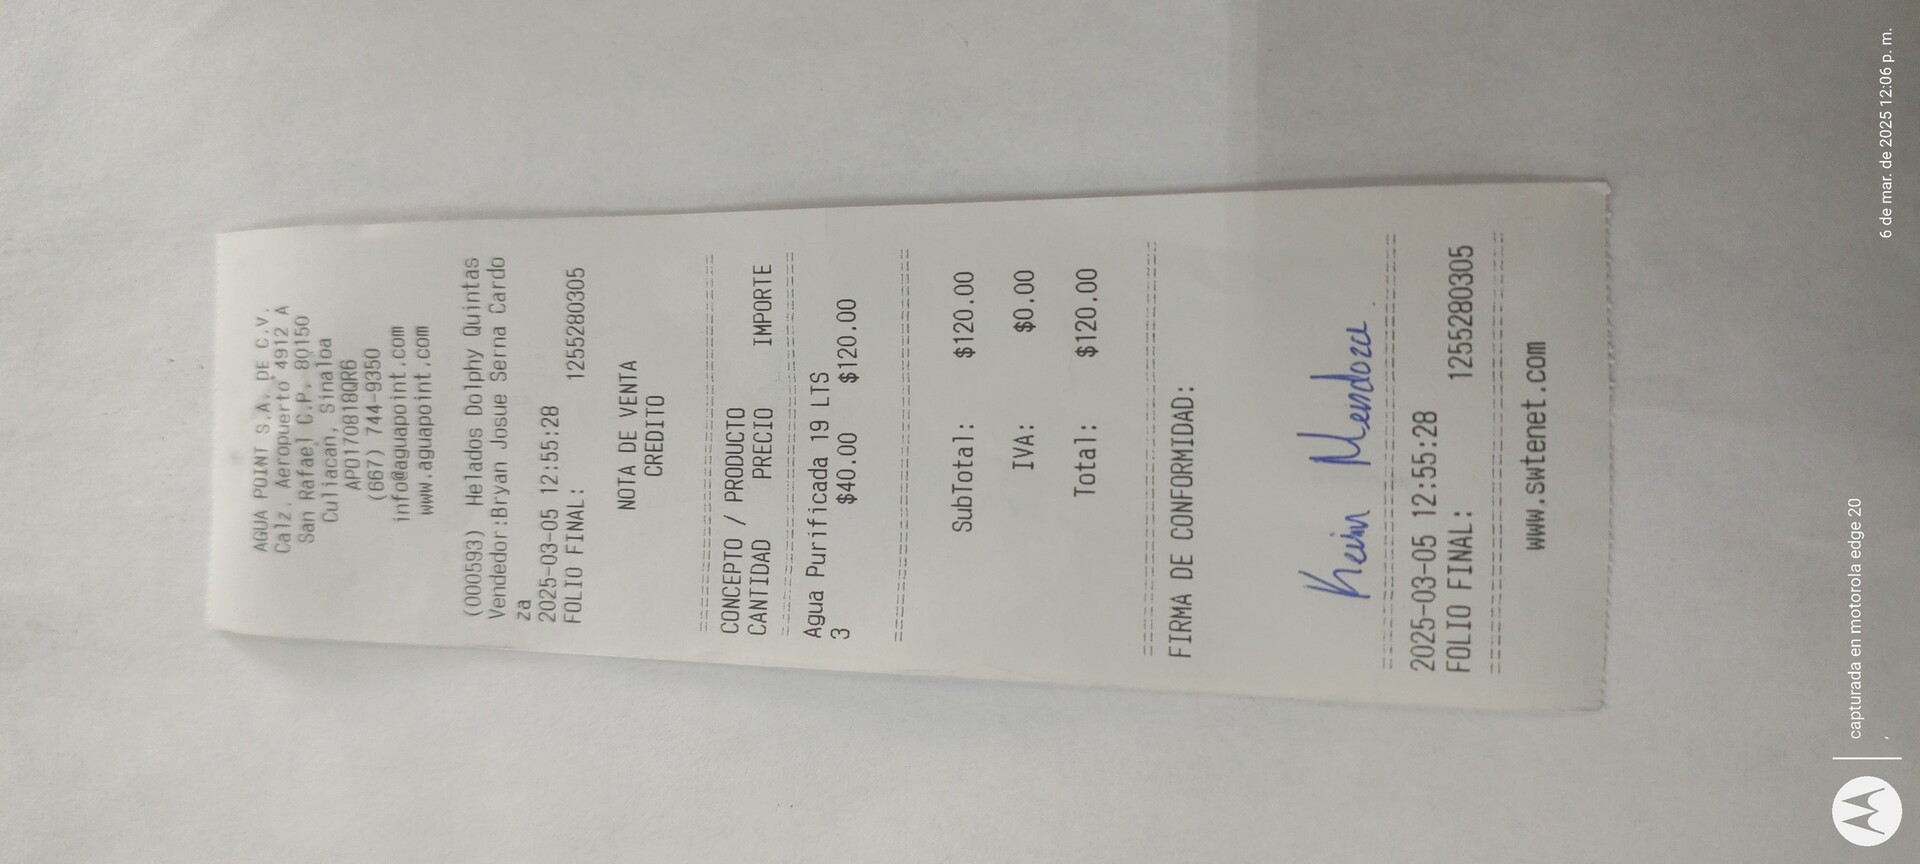 AGUA POINT S.A. DE C.V.
Calz. Aeropuerto 4912 A
San Rafael C.P. 80150
Culiacan, Sinaloa
APO170818QR6
(667) 744-9350
info@aguapoint.com
www.aguapoint.com
(000593) Helados Dolphy Quintas
Vendedor:Bryan Josue Serna Cardo
za
2025-03-05 12:55:28
FOLIO FINAL: 1255280305
NOTA DE VENTA
CREDITO
================================
CONCEPTO / PRODUCTO
CANTIDAD PRECIO IMPORTE
================================
Agua Purificada 19 LTS
3 $40.00 $120.00
================================
SubTotal: $120.00
IVA: $0.00
Total: $120.00
================================
FIRMA DE CONFORMIDAD:
Kevin Mendoza
================================
2025-03-05 12:55:28
FOLIO FINAL: 1255280305
================================
www.swtenet.com
capturada en motorola edge 20
6 de mar. de 2025 12:06 p. m.